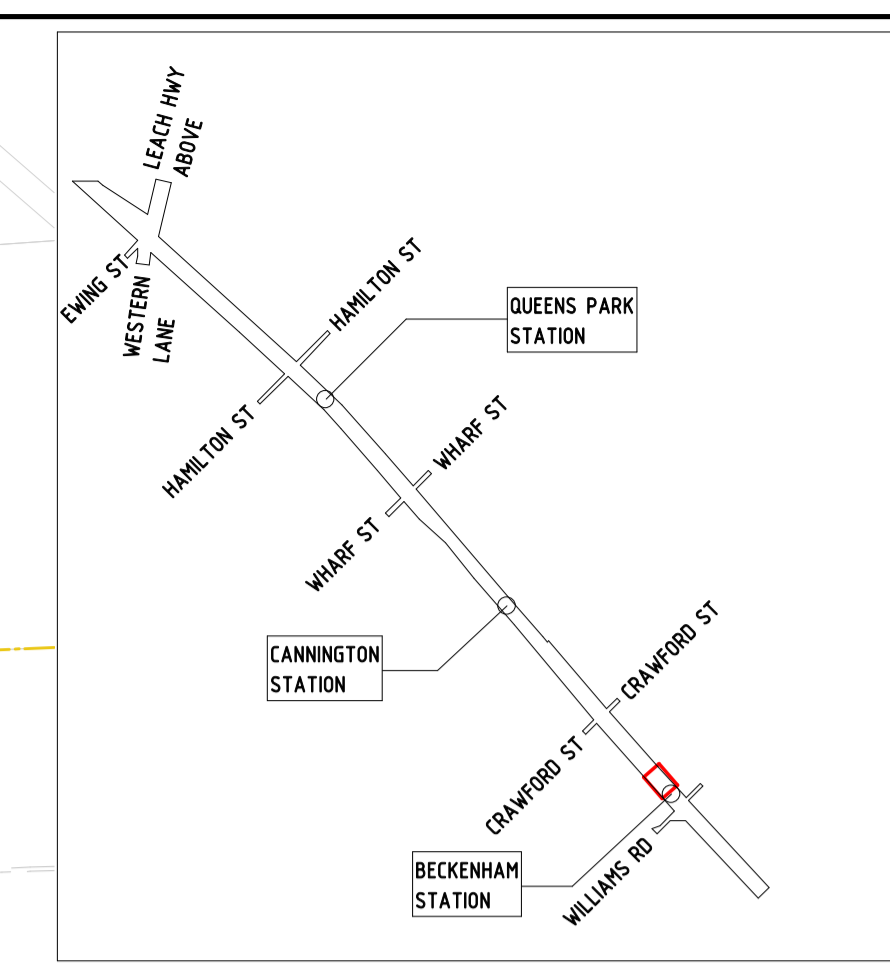 LEACH HWY
ABOVE
EWING ST
WESTERN
LANE
HAMILTON ST
QUEENS PARK
STATION
HAMILTON ST
WHARF ST
WHARF ST
CANNINGTON
STATION
CRAWFORD ST
CRAWFORD ST
BECKENHAM
STATION
WILLIAMS RD